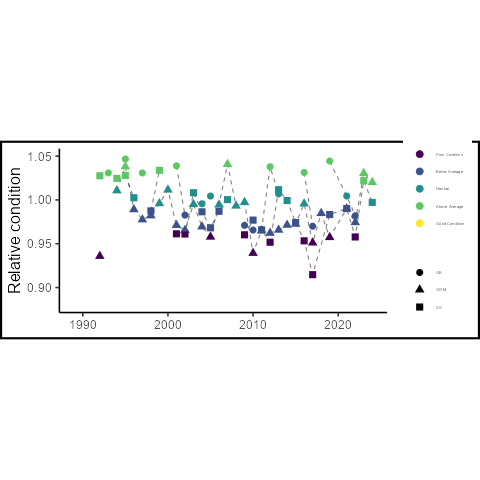 Relative condition
1.05
1.00
0.95
0.90
1990
2000
2010
2020
Poor Condition
Below Average
Neutral
Above Average
Good Condition
GB
GOM
SS